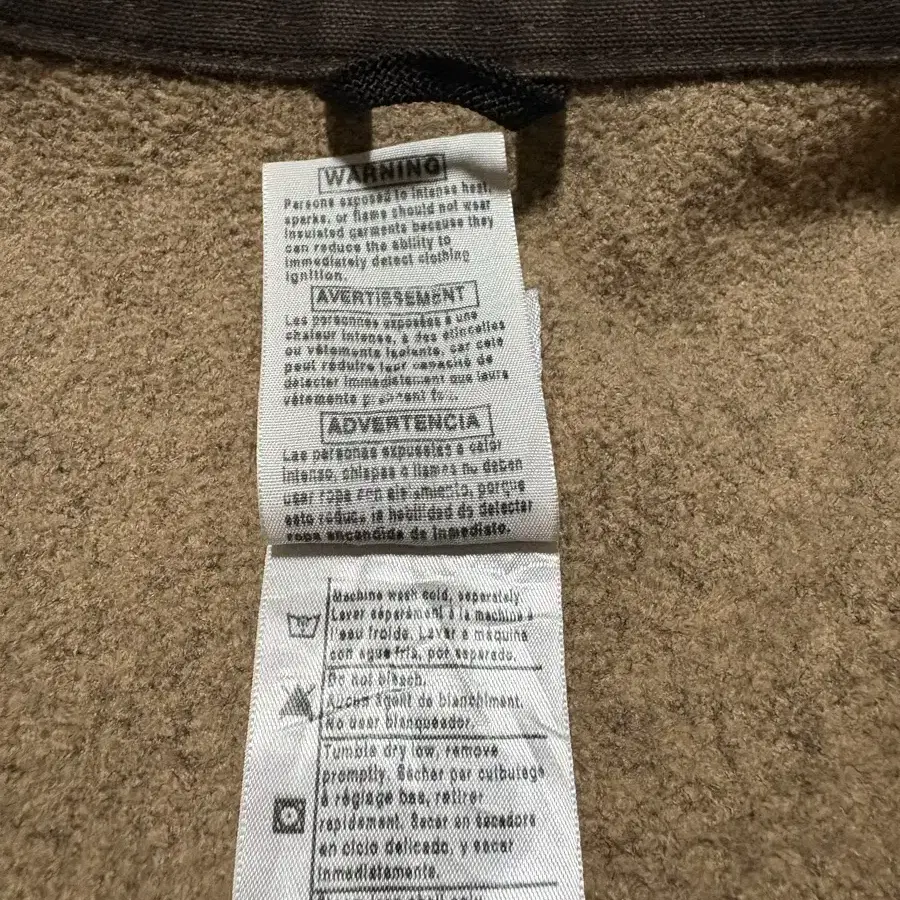 WARNING
Persons exposed to intense heat,
sparks, or flame should not wear
insulated garments because they
can reduce the ability to
immediately detect clothing
ignition.
AVERTISSEMENT
Les personnes exposées à une
chaleur intense, à des étincelles
ou vêtements isolants, car cela
peut réduire leur capacité de
détecter immédiatement que leurs
vêtements prennent feu.
ADVERTENCIA
Las personas expuestas a calor
intenso, chispas o llamas no deben
usar ropa con aislamiento, porque
esto reduce la habilidad de detectar
ropa encendida de inmediato.
Machine wash cold, separately
Laver séparément à la machine à
l'eau froide. Lavar a máquina
con agua fría, por separado.
Do not bleach.
Aucun agent de blanchiment.
No usar blanqueador.
Tumble dry low, remove
promptly. Sécher par culbutage
à réglage bas, retirer
rapidement. Secar en secadora
en ciclo delicado, y sacar
inmediatamente.